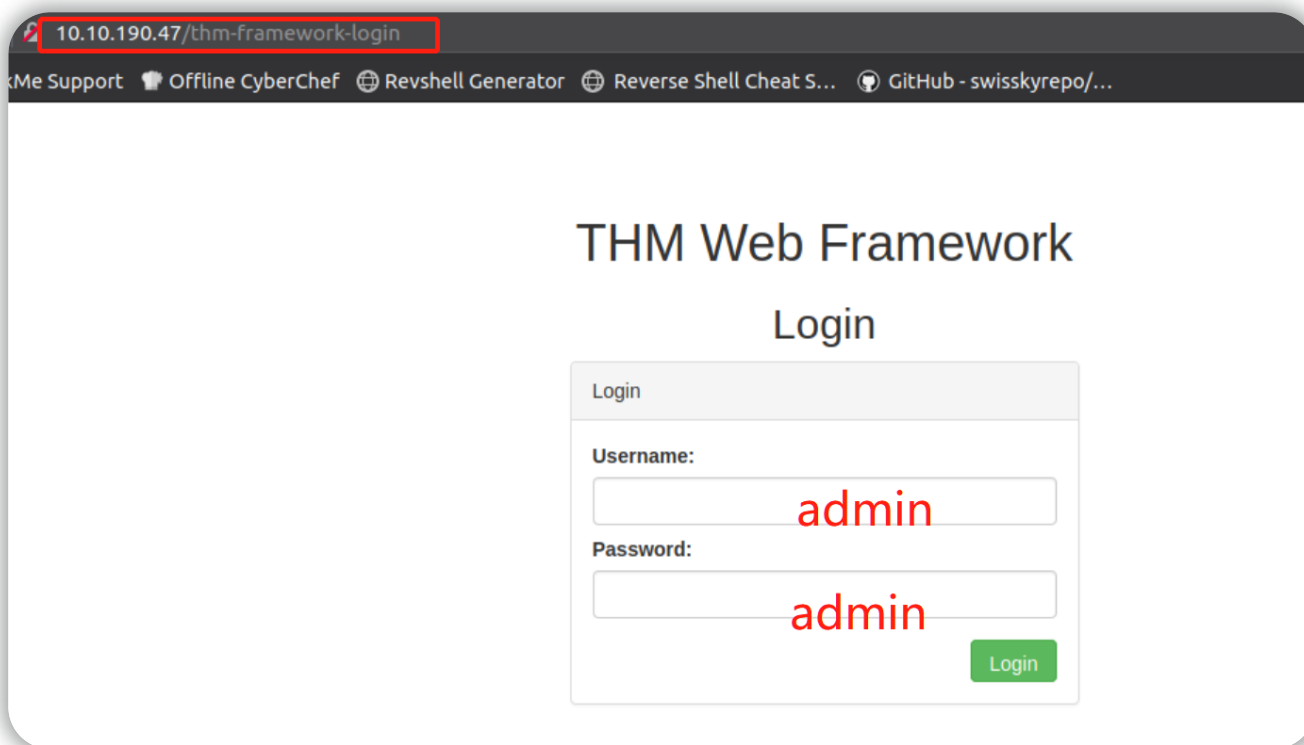 10.10.190.47/thm-framework-login
kMe Support Offline CyberChef Revshell Generator Reverse Shell Cheat S... GitHub - swisskyrepo/...
THM Web Framework
Login
Login
Username:
admin
Password:
admin
Login